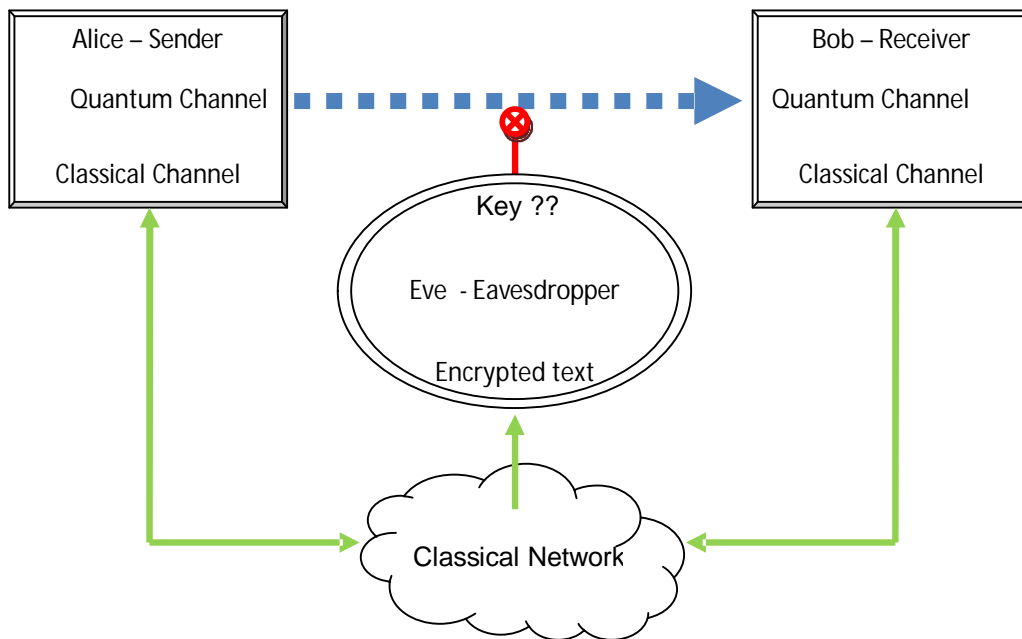 Alice – Sender
Quantum Channel
Classical Channel
Bob – Receiver
Quantum Channel
Classical Channel
Key ??
Eve - Eavesdropper
Encrypted text
Classical Network